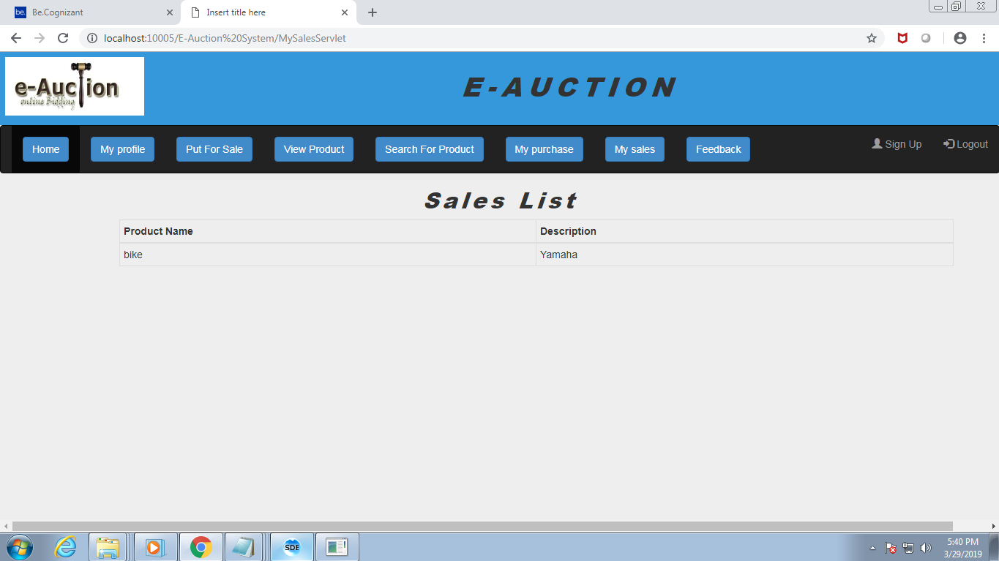 Be.Cognizant
Insert title here
localhost:10005/E-Auction%20System/MySalesServlet
e-Auction
online Bidding
E-AUCTION
Home
My profile
Put For Sale
View Product
Search For Product
My purchase
My sales
Feedback
Sign Up
Logout
Sales List
Product Name Description
bike Yamaha
SDE
5:40 PM
3/29/2019